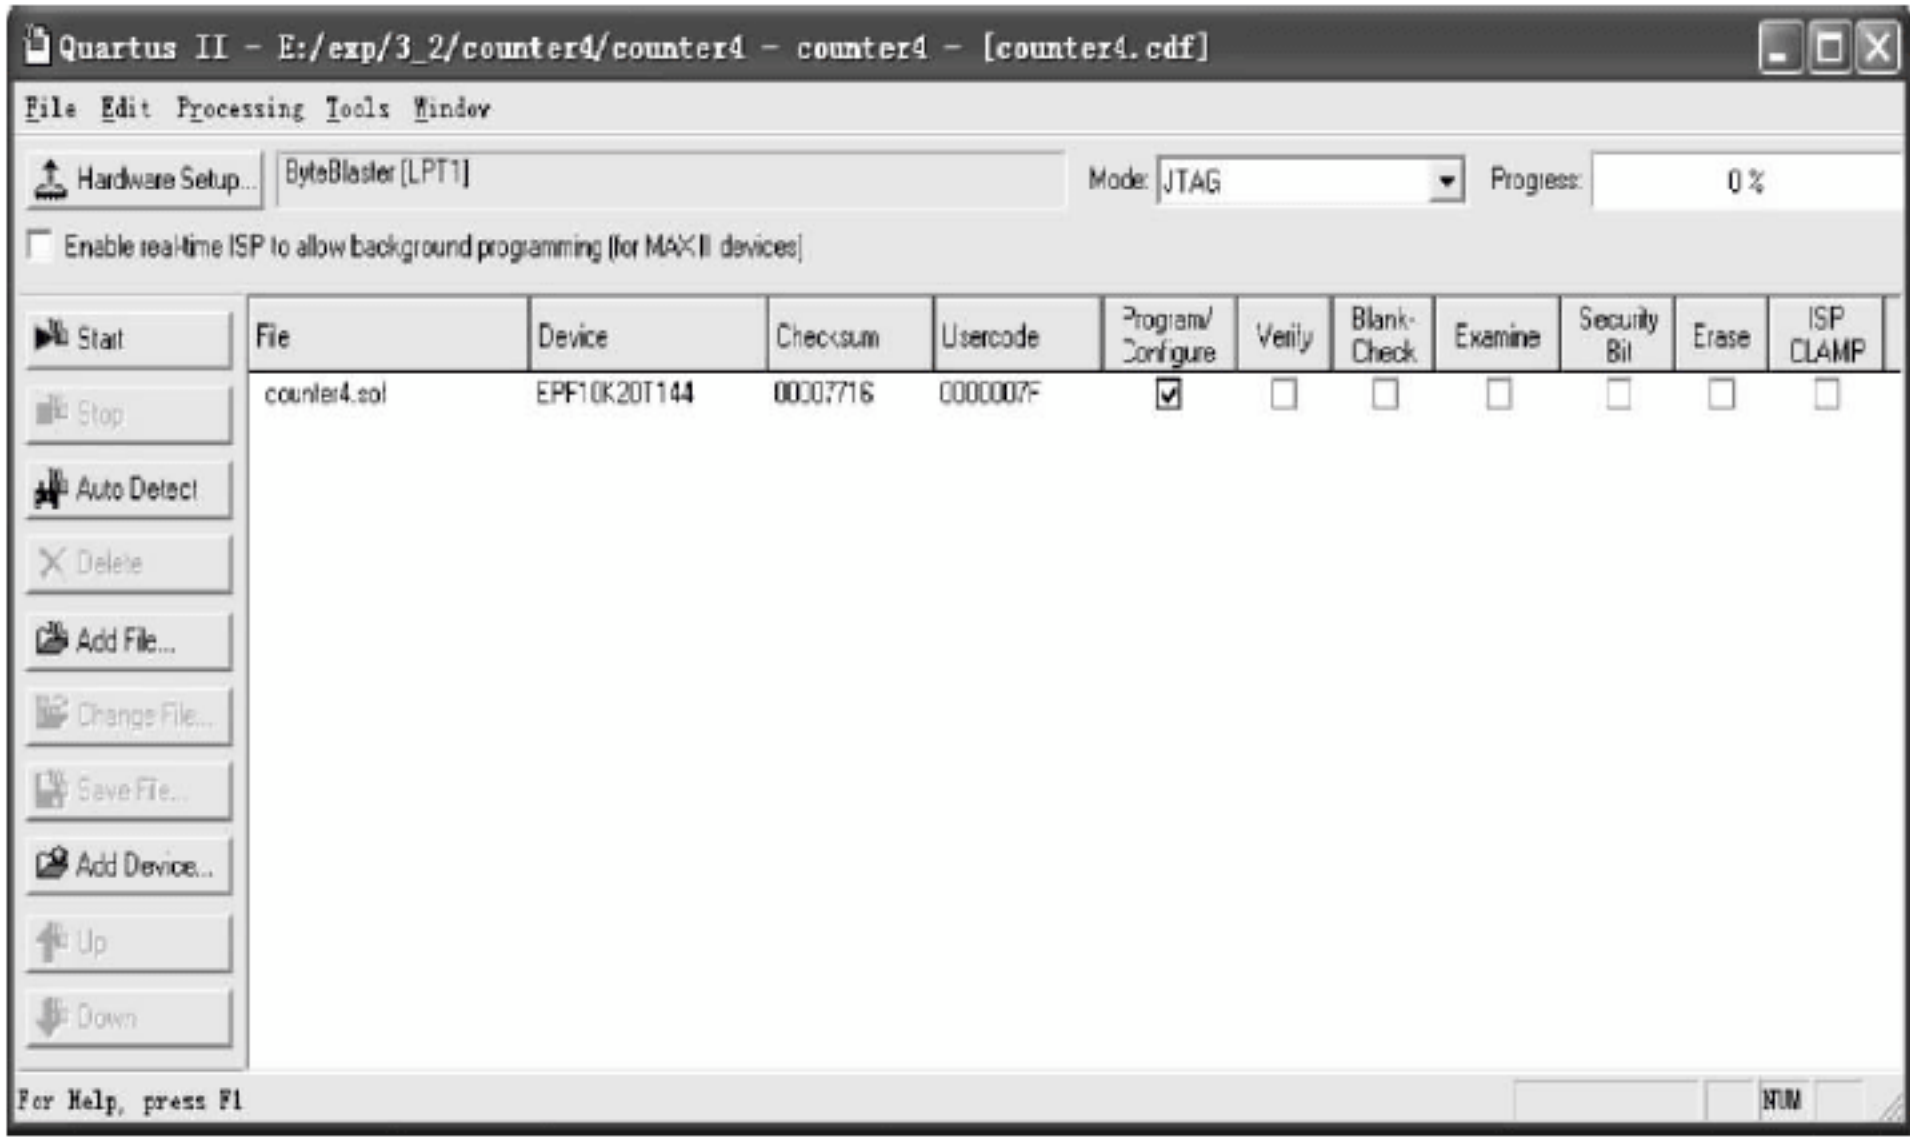 Quartus II - E:/exp/3_2/counter4/counter4 - counter4 - [counter4.cdf]
File Edit Processing Tools Window
Hardware Setup... ByteBlaster [LPT1] Mode: JTAG Progress: 0 %
Enable real-time ISP to allow background programming (for MAX II devices)
Start
Stop
Auto Detect
Delete
Add File...
Change File...
Save File...
Add Device...
Up
Down
File Device Checksum Usercode Program/ Configure Verify Blank- Check Examine Security Bit Erase ISP CLAMP
counter4.sof EPF10K20T144 00007716 0000007F
For Help, press F1 NUM